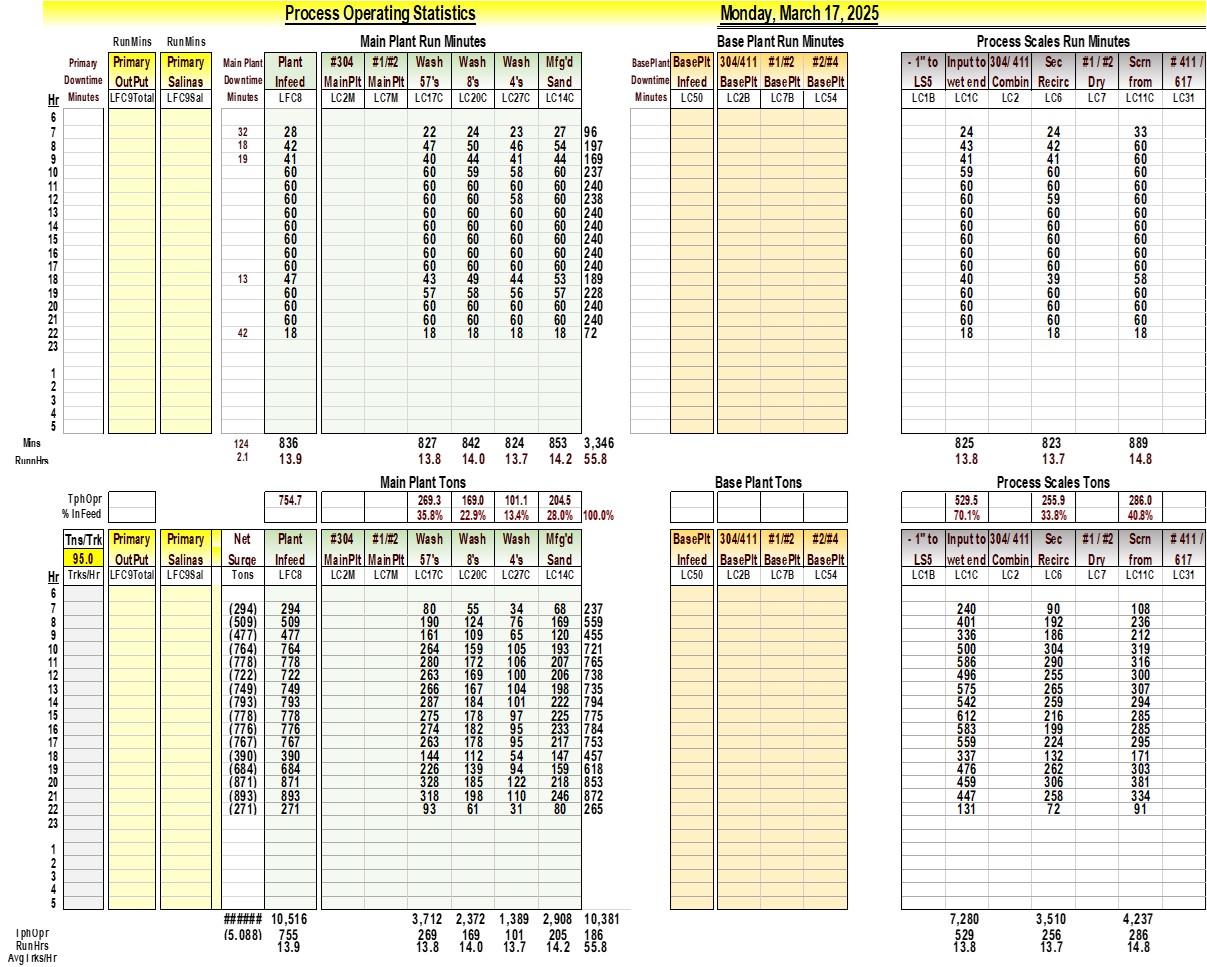 Process Operating Statistics Monday, March 17, 2025
RunMins RunMins Main Plant Run Minutes Base Plant Run Minutes Process Scales Run Minutes
Primary Primary Primary Main Plant Plant #304 #1/#2 Wash Wash Wash Mfg'd BasePlant BasePlt 304/411 #1/#2 #2/#4 - 1" to Input to 304/ 411 Sec #1 / #2 Scrn # 411 /
Downtime OutPut Salinas Downtime Infeed MainPlt MainPlt 57's 8's 4's Sand Downtime Infeed BasePlt BasePlt BasePlt LS5 wet end Combin Recirc Dry from 617
Hr Minutes LFC9Total LFC9Sal Minutes LFC8 LC2M LC7M LC17C LC20C LC27C LC14C Minutes LC50 LC2B LC7B LC54 LC1B LC1C LC2 LC6 LC7 LC11C LC31
6
7 32 28 22 24 23 27 96 24 24 33
8 18 42 47 50 46 54 197 43 42 60
9 19 41 40 44 41 44 169 41 41 60
10 60 60 59 58 60 237 59 60 60
11 60 60 60 60 60 240 60 60 60
12 60 60 60 58 60 238 60 59 60
13 60 60 60 60 60 240 60 60 60
14 60 60 60 60 60 240 60 60 60
15 60 60 60 60 60 240 60 60 60
16 60 60 60 60 60 240 60 60 60
17 60 60 60 60 60 240 60 60 60
18 13 47 43 49 44 53 189 40 39 58
19 60 57 58 56 57 228 60 60 60
20 60 60 60 60 60 240 60 60 60
21 60 60 60 60 60 240 60 60 60
22 42 18 18 18 18 18 72 18 18 18
23
1
2
3
4
5
Mins 124 836 827 842 824 853 3,346 825 823 889
RunnHrs 2.1 13.9 13.8 14.0 13.7 14.2 55.8 13.8 13.7 14.8
Main Plant Tons Base Plant Tons Process Scales Tons
TphOpr 754.7 269.3 169.0 101.1 204.5 529.5 255.9 286.0
% InFeed 35.8% 22.9% 13.4% 28.0% 100.0% 70.1% 33.8% 40.8%
Tns/Trk Primary Primary Net Plant #304 #1/#2 Wash Wash Wash Mfg'd BasePlt 304/411 #1/#2 #2/#4 - 1" to Input to 304/ 411 Sec #1 / #2 Scrn # 411 /
95.0 OutPut Salinas Surge Infeed MainPlt MainPlt 57's 8's 4's Sand Infeed BasePlt BasePlt BasePlt LS5 wet end Combin Recirc Dry from 617
Hr Trks/Hr LFC9Total LFC9Sal Tons LFC8 LC2M LC7M LC17C LC20C LC27C LC14C LC50 LC2B LC7B LC54 LC1B LC1C LC2 LC6 LC7 LC11C LC31
6
7 (294) 294 80 55 34 68 237 240 90 108
8 (509) 509 190 124 76 169 559 401 192 236
9 (477) 477 161 109 65 120 455 336 186 212
10 (764) 764 264 159 105 193 721 500 304 319
11 (778) 778 280 172 106 207 765 586 290 316
12 (722) 722 263 169 100 206 738 496 255 300
13 (749) 749 266 167 104 198 735 575 265 307
14 (793) 793 287 184 101 222 794 542 259 294
15 (778) 778 275 178 97 225 775 612 216 285
16 (776) 776 274 182 95 233 784 583 199 285
17 (767) 767 263 178 95 217 753 559 224 295
18 (390) 390 144 112 54 147 457 337 132 171
19 (684) 684 226 139 94 159 618 476 262 303
20 (871) 871 328 185 122 218 853 459 306 381
21 (893) 893 318 198 110 246 872 447 258 334
22 (271) 271 93 61 31 80 265 131 72 91
23
1
2
3
4
5
###### 10,516 3,712 2,372 1,389 2,908 10,381 7,280 3,510 4,237
TphOpr (5.088) 755 269 169 101 205 186 529 256 286
RunHrs 13.9 13.8 14.0 13.7 14.2 55.8 13.8 13.7 14.8
AvgTrks/Hr